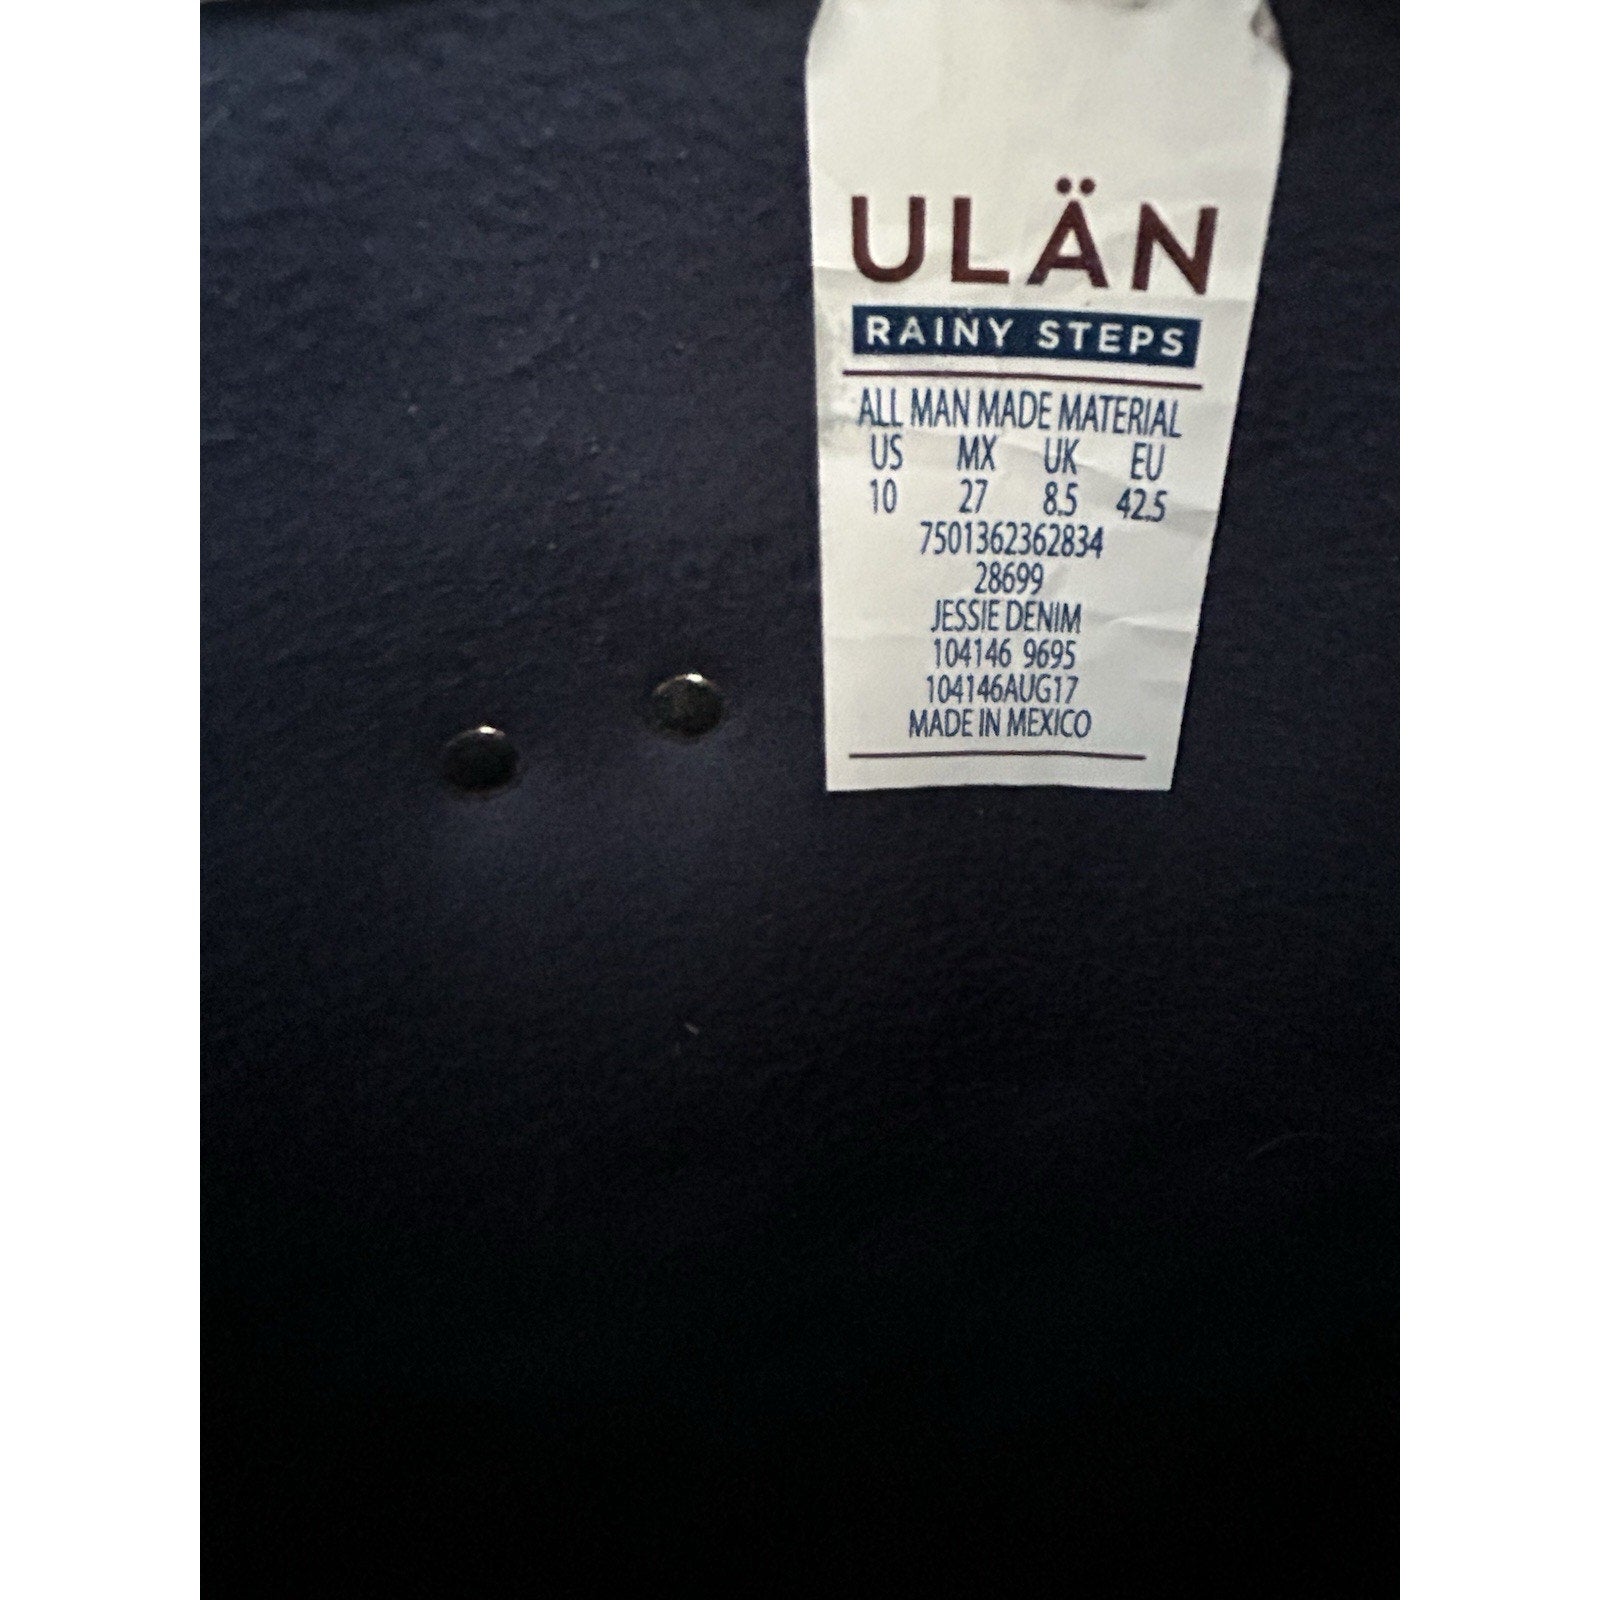 ULÄN
RAINY STEPS
ALL MAN MADE MATERIAL
US MX UK EU
10 27 8.5 42.5
7501362362834
28699
JESSIE DENIM
104146 9695
104146AUG17
MADE IN MEXICO